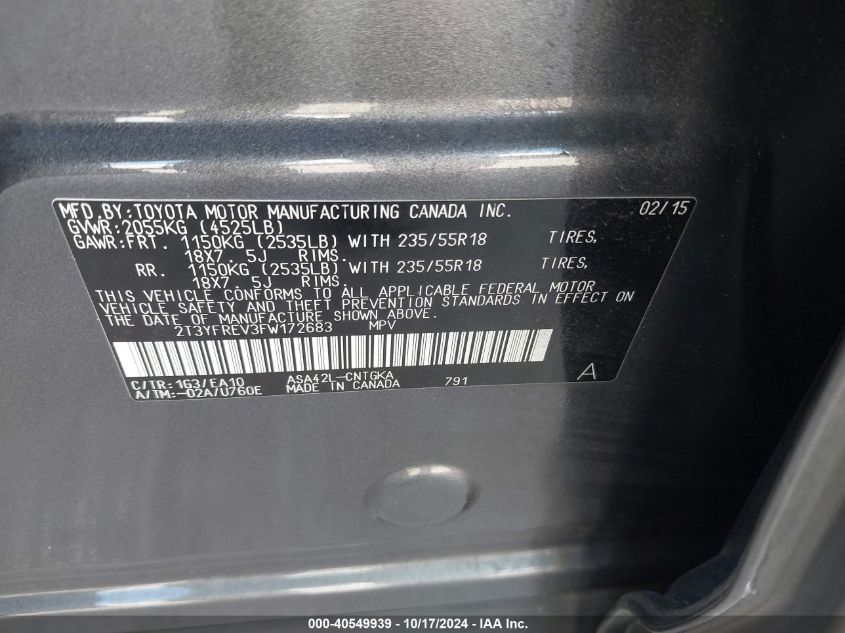 MFD.BY:TOYOTA MOTOR MANUFACTURING CANADA INC. 02/15
GVWR:2055KG (4525LB)
GAWR:FRT. 1150KG (2535LB) WITH 235/55R18 TIRES,
18X7. 5J RIMS.
RR. 1150KG (2535LB) WITH 235/55R18 TIRES,
18X7. 5J RIMS.
THIS VEHICLE CONFORMS TO ALL APPLICABLE FEDERAL MOTOR
VEHICLE SAFETY AND THEFT PREVENTION STANDARDS IN EFFECT ON
THE DATE OF MANUFACTURE SHOWN ABOVE.
2T3YFREV3FW172683 MPV
C/TR:1G3/EA10 ASA42L-CNTGKA 791 A
A/TM:-02A/U760E MADE IN CANADA
000-40549939 - 10/17/2024 - IAA Inc.